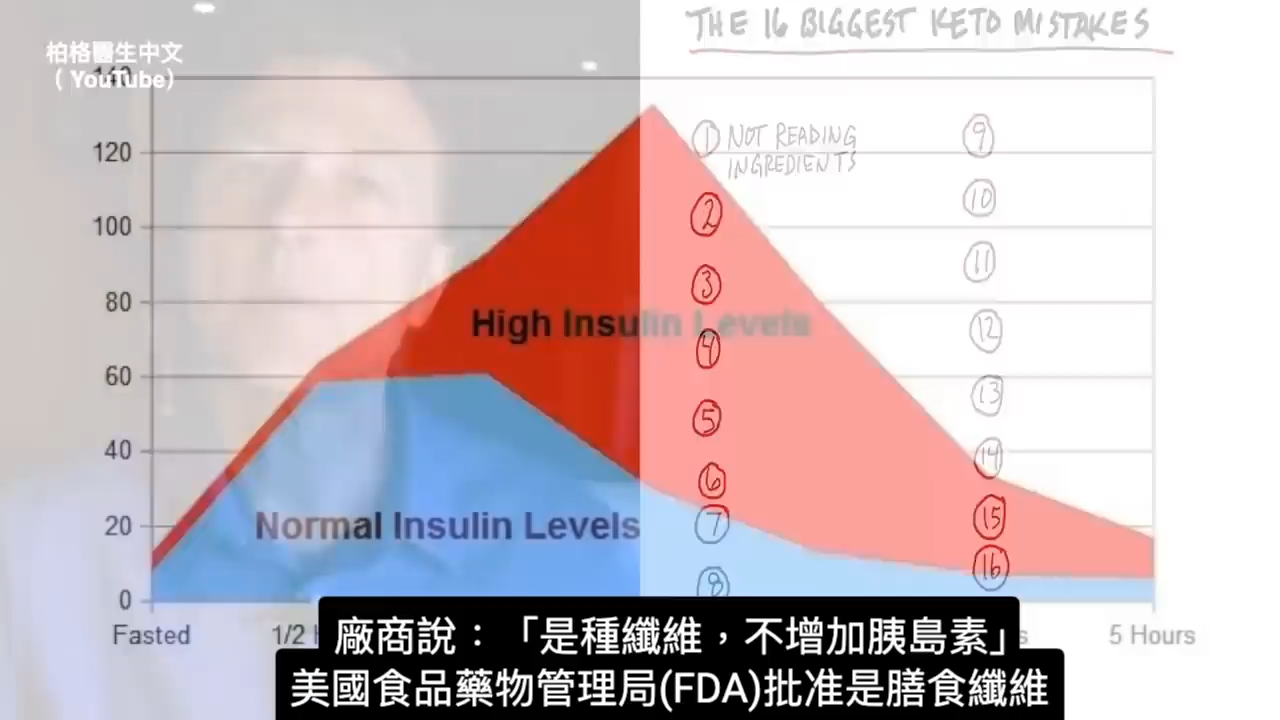 柏格醫生中文
( YouTube)
THE 16 BIGGEST KETO MISTAKES
140
120
100
80
60
40
20
0
High Insulin Levels
Normal Insulin Levels
① NOT READING
INGREDIENTS
②
③
④
⑤
⑥
⑦
⑧
⑨
⑩
⑪
⑫
⑬
⑭
⑮
⑯
Fasted
1/2
5 Hours
廠商說：「是種纖維，不增加胰島素」
美國食品藥物管理局(FDA)批准是膳食纖維